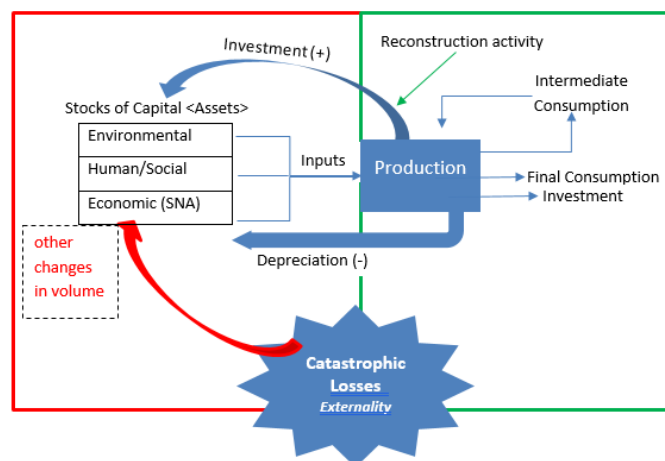 Investment (+)
Reconstruction activity
Intermediate
Consumption
Stocks of Capital <Assets>
Environmental
Human/Social
Economic (SNA)
Inputs
Production
Final Consumption
Investment
other
changes
in volume
Depreciation (-)
Catastrophic
Losses
Externality